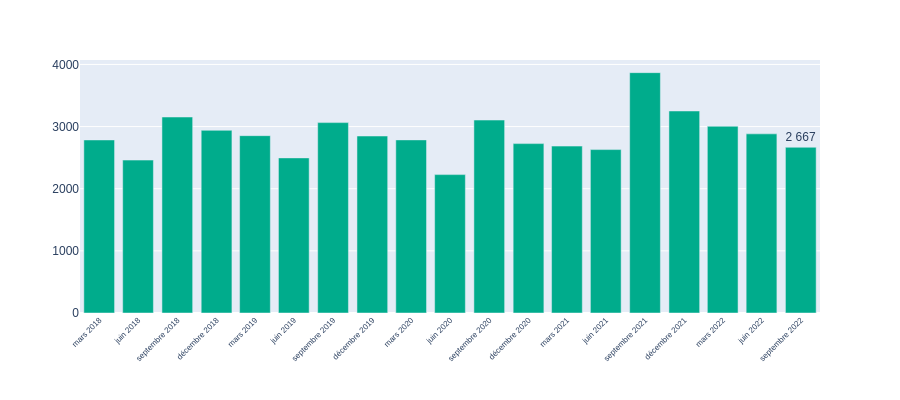 4000
3000
2 667
2000
1000
0
mars 2018
juin 2018
septembre 2018
décembre 2018
mars 2019
juin 2019
septembre 2019
décembre 2019
mars 2020
juin 2020
septembre 2020
décembre 2020
mars 2021
juin 2021
septembre 2021
décembre 2021
mars 2022
juin 2022
septembre 2022